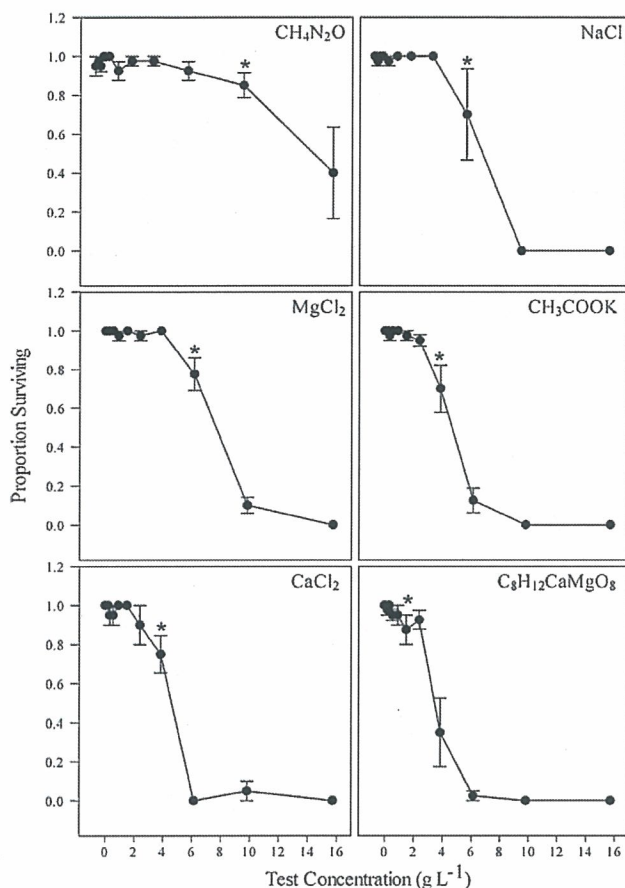 CH₄N₂O
NaCl
1.2
1.0
0.8
0.6
0.4
0.2
0.0
*
*
MgCl₂
CH₃COOK
1.2
1.0
0.8
0.6
0.4
0.2
0.0
*
*
Proportion Surviving
CaCl₂
C₈H₁₂CaMgO₈
1.2
1.0
0.8
0.6
0.4
0.2
0.0
*
*
0 2 4 6 8 10 12 14 16
0 2 4 6 8 10 12 14 16
Test Concentration (g L⁻¹)